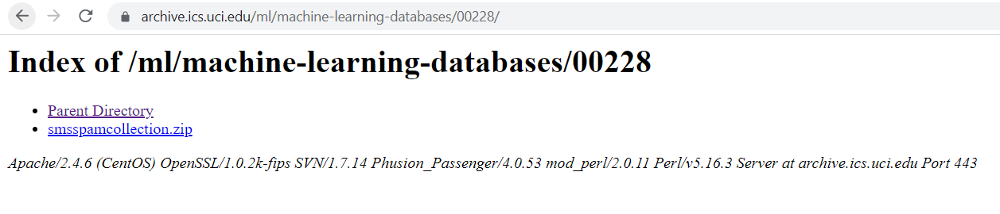 archive.ics.uci.edu/ml/machine-learning-databases/00228/
Index of /ml/machine-learning-databases/00228
Parent Directory
smsspamcollection.zip
Apache/2.4.6 (CentOS) OpenSSL/1.0.2k-fips SVN/1.7.14 Phusion_Passenger/4.0.53 mod_perl/2.0.11 Perl/v5.16.3 Server at archive.ics.uci.edu Port 443